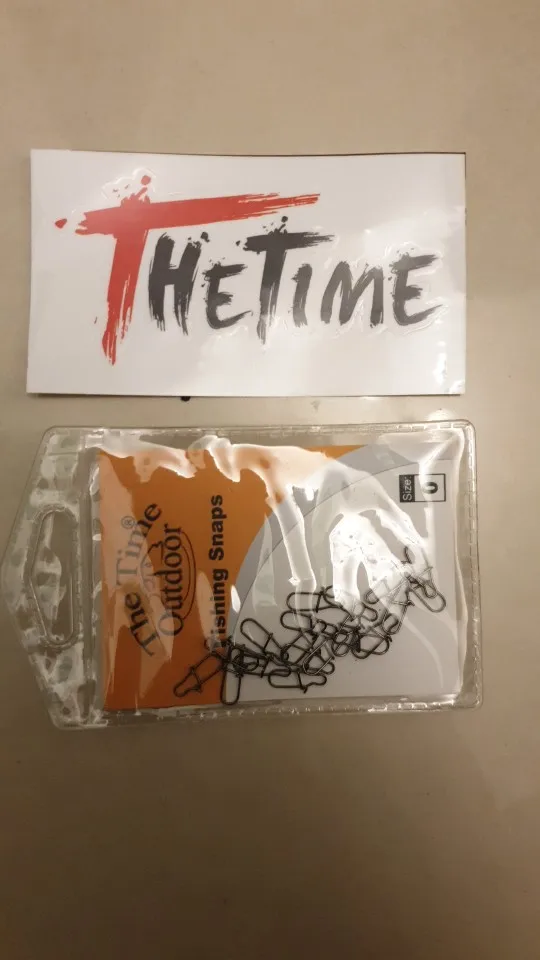 THETIME
The Time®
Outdoor
Fishing Snaps
Size
0